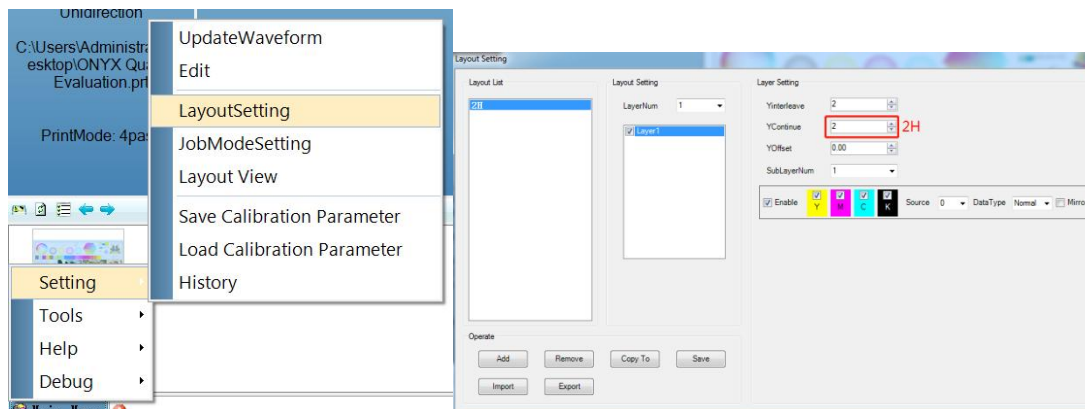 Unidirection
C:\Users\Administra
esktop\ONYX Qu
Evaluation.prt
PrintMode: 4pas
UpdateWaveform
Edit
LayoutSetting
JobModeSetting
Layout View
Save Calibration Parameter
Load Calibration Parameter
History
Setting
Tools
Help
Debug
Layout Setting
Layout List
2H
Layout Setting
LayerNum 1
Layer1
Layer Setting
Yinterleave 2
YContinue 2 2H
YOffset 0.00
SubLayerNum 1
Enable Y M C K Source 0 DataType Normal Mirro
Operate
Add Remove Copy To Save
Import Export